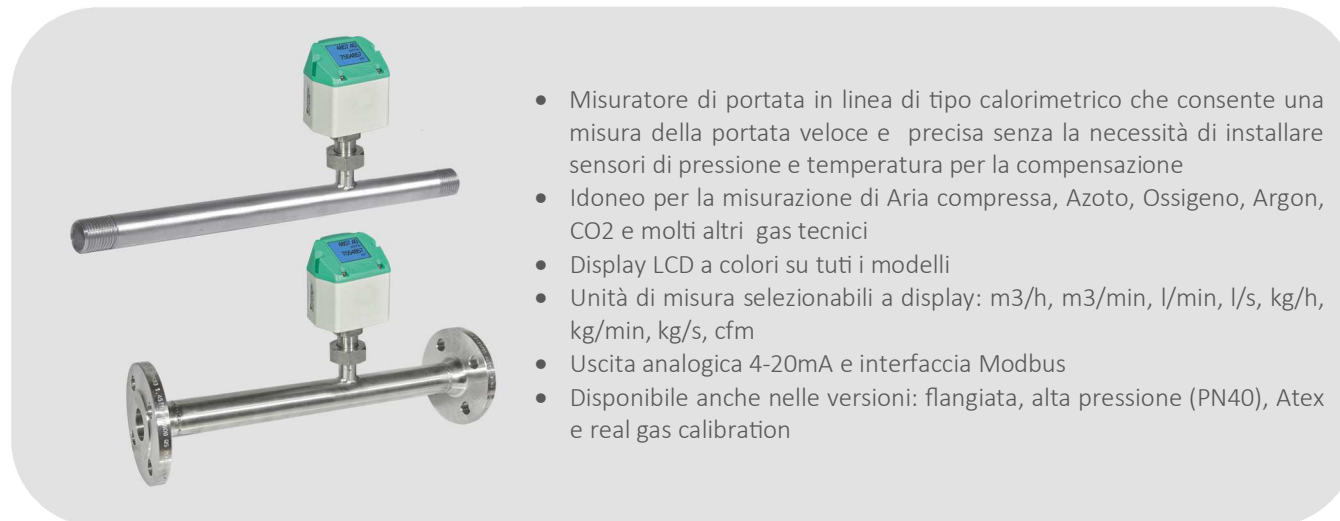 • Misuratore di portata in linea di tipo calorimetrico che consente una
misura della portata veloce e precisa senza la necessità di installare
sensori di pressione e temperatura per la compensazione
• Idoneo per la misurazione di Aria compressa, Azoto, Ossigeno, Argon,
CO2 e molti altri gas tecnici
• Display LCD a colori su tuti i modelli
• Unità di misura selezionabili a display: m3/h, m3/min, l/min, l/s, kg/h,
kg/min, kg/s, cfm
• Uscita analogica 4-20mA e interfaccia Modbus
• Disponibile anche nelle versioni: flangiata, alta pressione (PN40), Atex
e real gas calibration